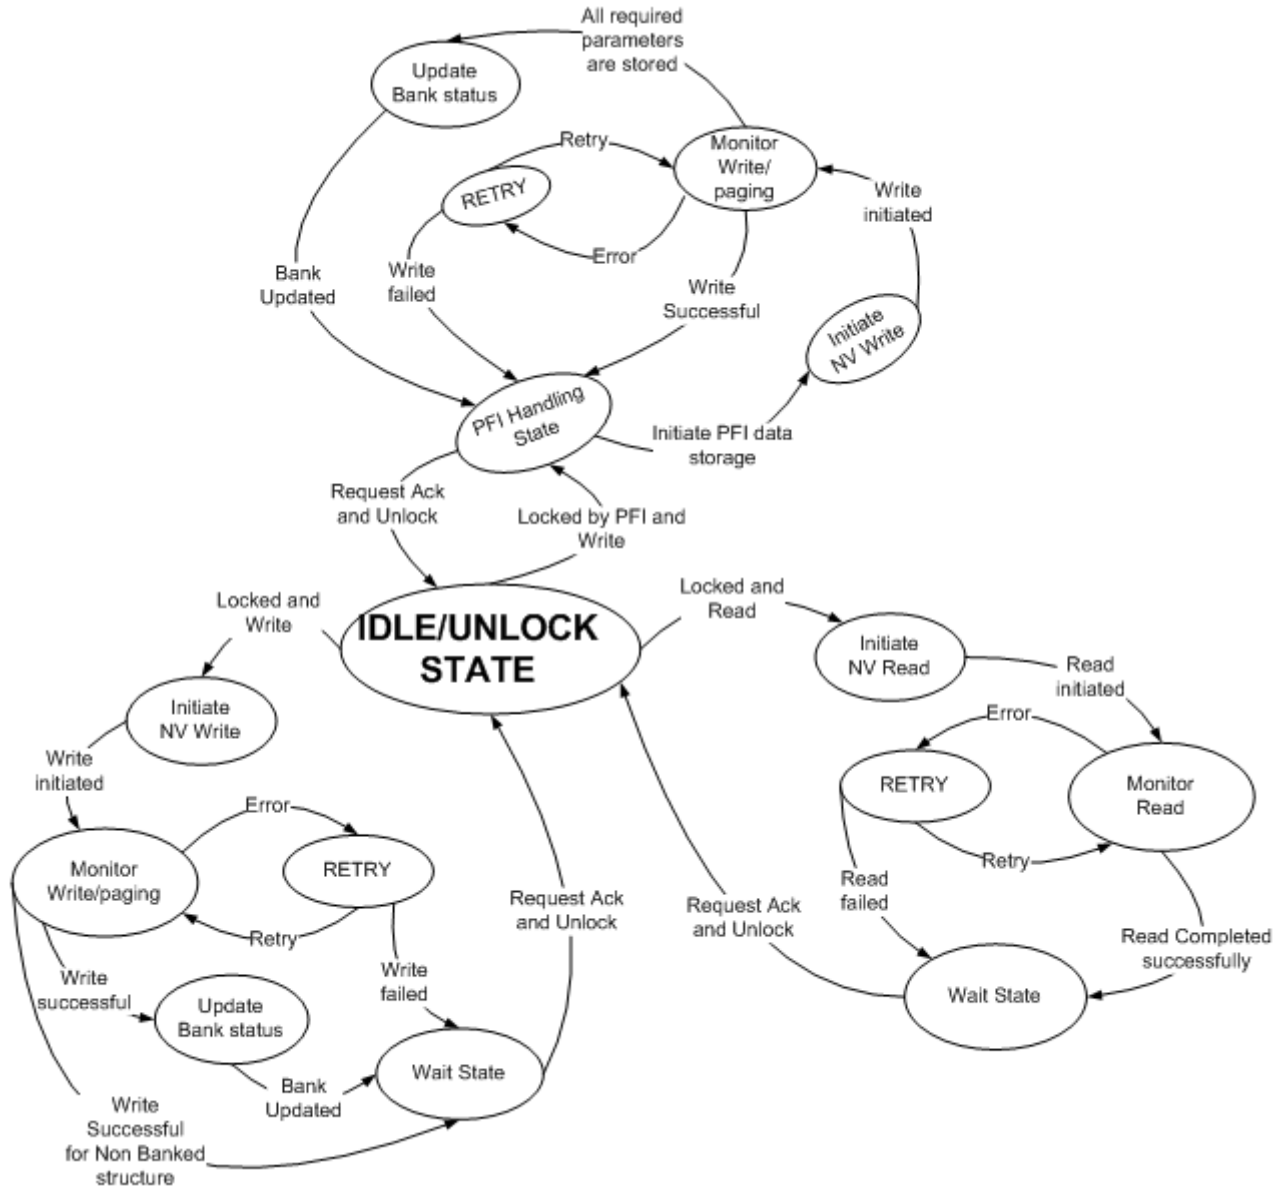 All required
parameters
are stored
Update
Bank status
Retry
Monitor
Write/
paging
RETRY
Write
initiated
Error
Bank
Updated
Write
failed
Write
Successful
Initiate
NV Write
PFI Handling
State
Initiate PFI data
storage
Request Ack
and Unlock
Locked by PFI and
Write
Locked and
Write
IDLE/UNLOCK
STATE
Locked and
Read
Initiate
NV Read
Read
initiated
Initiate
NV Write
Write
initiated
Error
RETRY
Monitor
Read
Error
Monitor
Write/paging
RETRY
Retry
Read
failed
Request Ack
and Unlock
Request Ack
and Unlock
Read Completed
successfully
Retry
Write
successful
Write
failed
Update
Bank status
Wait State
Wait State
Bank
Updated
Write
Successful
for Non Banked
structure